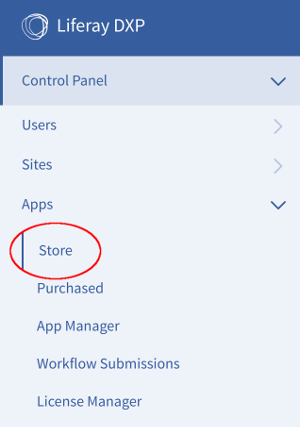 Liferay DXP
Control Panel
Users
Sites
Apps
Store
Purchased
App Manager
Workflow Submissions
License Manager